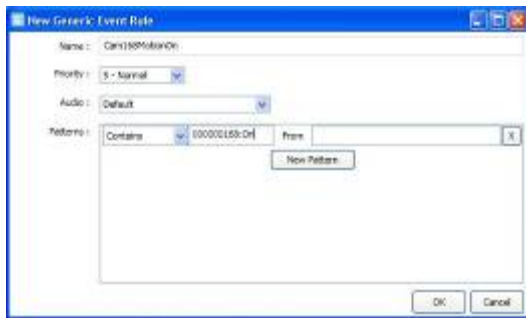 New Generic Event Rule
Name : Cam168MotionOn
Priority : 5 - Normal
Audio : Default
Patterns : Contains 000000168:On From X
New Pattern
OK Cancel